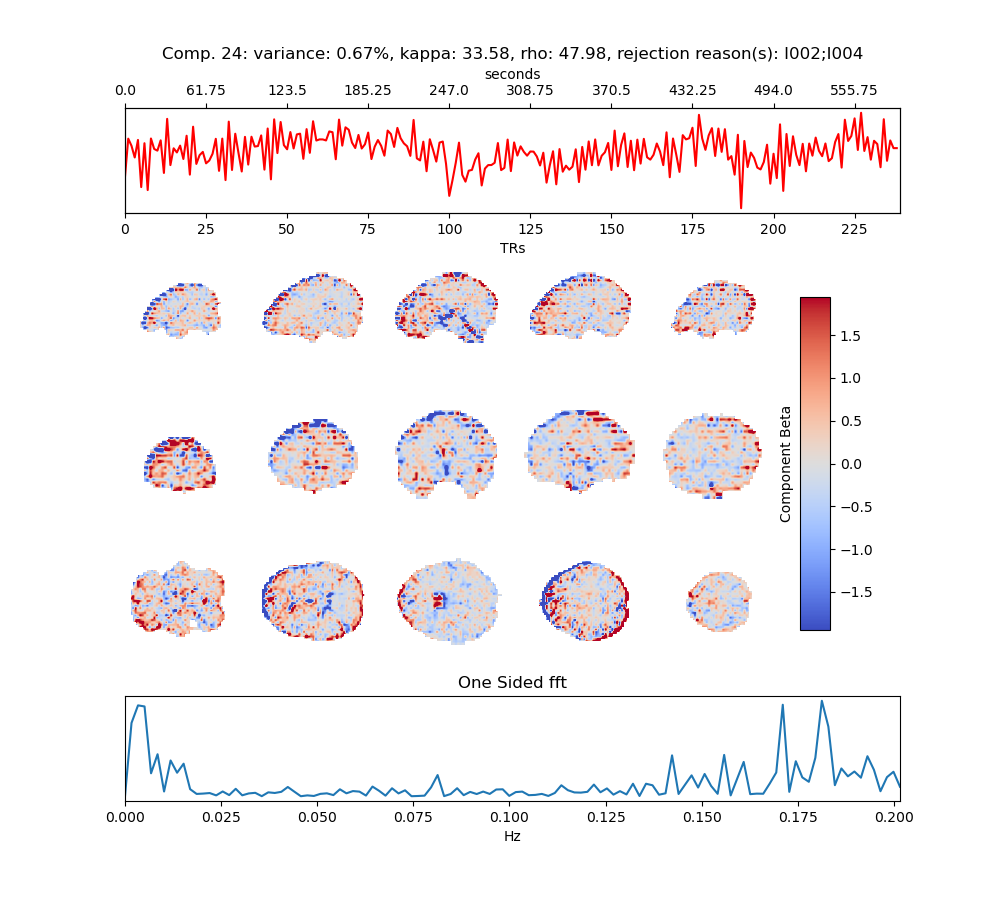 Comp. 24: variance: 0.67%, kappa: 33.58, rho: 47.98, rejection reason(s): I002;I004
seconds
0.0 61.75 123.5 185.25 247.0 308.75 370.5 432.25 494.0 555.75
0 25 50 75 100 125 150 175 200 225
TRs
Component Beta
1.5
1.0
0.5
0.0
−0.5
−1.0
−1.5
One Sided fft
0.000 0.025 0.050 0.075 0.100 0.125 0.150 0.175 0.200
Hz